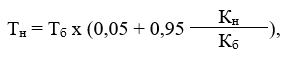 Тн = Тб х (0,05 + 0,95 Кн / Кб),